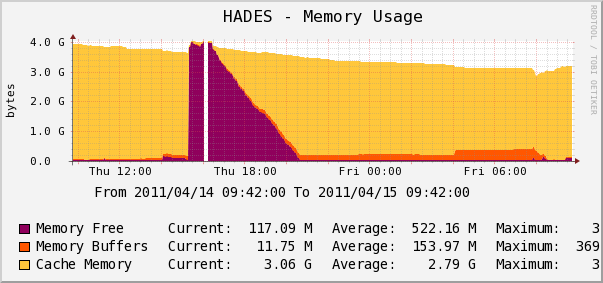 HADES - Memory Usage
RRDTOOL / TOBI OETIKER
bytes
4.0 G
3.0 G
2.0 G
1.0 G
0.0
Thu 12:00 Thu 18:00 Fri 00:00 Fri 06:00
From 2011/04/14 09:42:00 To 2011/04/15 09:42:00
Memory Free Current: 117.09 M Average: 522.16 M Maximum: 3
Memory Buffers Current: 11.75 M Average: 153.97 M Maximum: 369
Cache Memory Current: 3.06 G Average: 2.79 G Maximum: 3